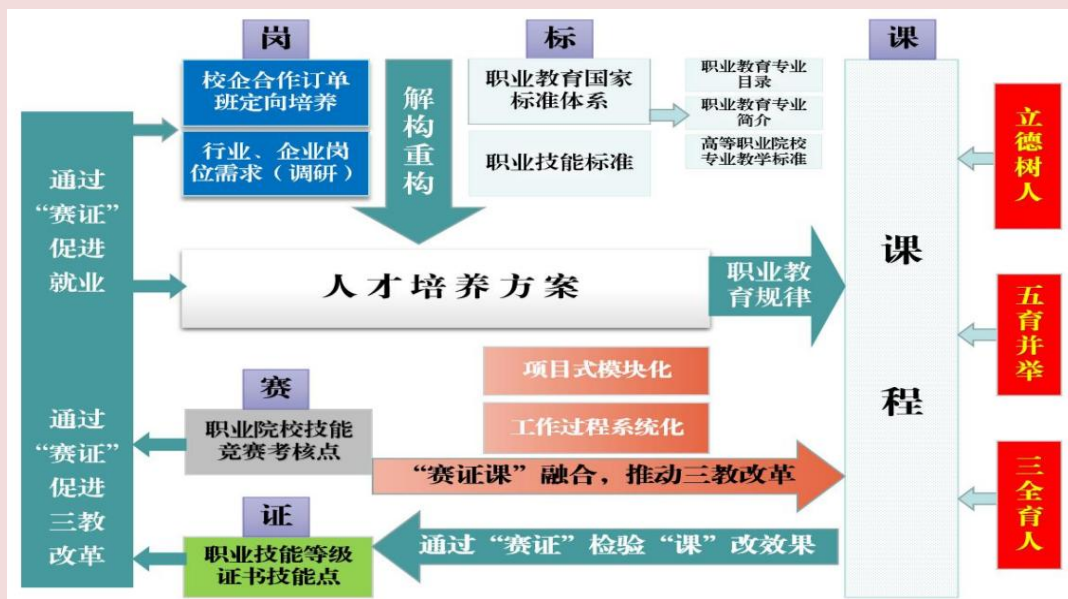 岗
校企合作订单
班定向培养
行业、企业岗
位需求（调研）
解
构
重
构
标
职业教育国家
标准体系
职业技能标准
职业教育专业
目录
职业教育专业
简介
高等职业院校
专业教学标准
课
课
程
立
德
树
人
五
育
并
举
三
全
育
人
通过
“赛证”
促进
就业
通过
“赛证”
促进
三教
改革
人才培养方案
职业教
育规律
项目式模块化
工作过程系统化
赛
职业院校技能
竞赛考核点
“赛证课”融合，推动三教改革
证
职业技能等级
证书技能点
通过“赛证”检验“课”改效果